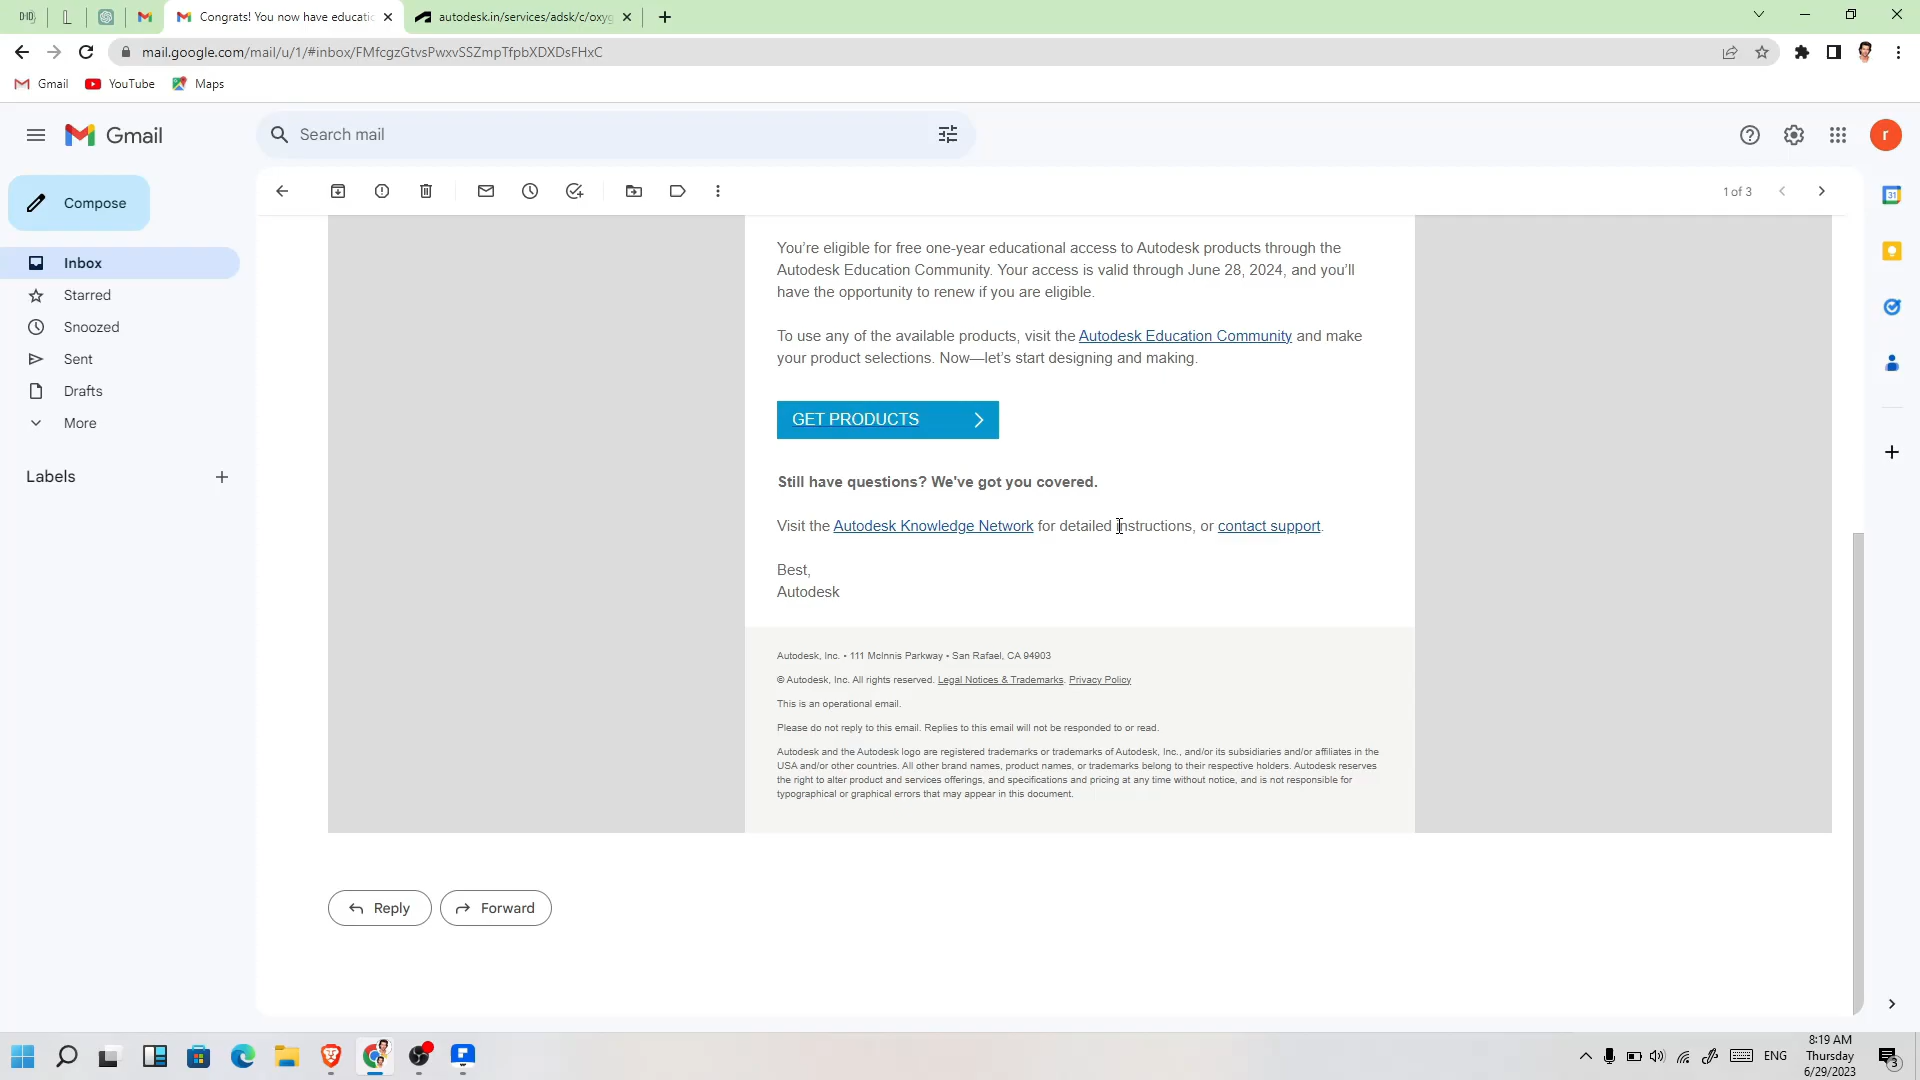 Congrats! You now have educatio
autodesk.in/services/adsk/c/oxyg
mail.google.com/mail/u/1/#inbox/FMfcgzGtvsPwxvSSZmpTfpbXDXDsFHxC
Gmail
YouTube
Maps
Gmail
Search mail
r
Compose
1 of 3
31
Inbox
Starred
Snoozed
Sent
Drafts
More
Labels
You're eligible for free one-year educational access to Autodesk products through the
Autodesk Education Community. Your access is valid through June 28, 2024, and you'll
have the opportunity to renew if you are eligible.
To use any of the available products, visit the Autodesk Education Community and make
your product selections. Now—let's start designing and making.
GET PRODUCTS
Still have questions? We've got you covered.
Visit the Autodesk Knowledge Network for detailed instructions, or contact support.
Best,
Autodesk
Autodesk, Inc. • 111 McInnis Parkway • San Rafael, CA 94903
© Autodesk, Inc. All rights reserved. Legal Notices & Trademarks. Privacy Policy
This is an operational email.
Please do not reply to this email. Replies to this email will not be responded to or read.
Autodesk and the Autodesk logo are registered trademarks or trademarks of Autodesk, Inc., and/or its subsidiaries and/or affiliates in the
USA and/or other countries. All other brand names, product names, or trademarks belong to their respective holders. Autodesk reserves
the right to alter product and services offerings, and specifications and pricing at any time without notice, and is not responsible for
typographical or graphical errors that may appear in this document.
Reply
Forward
ENG
8:19 AM
Thursday
6/29/2023
3